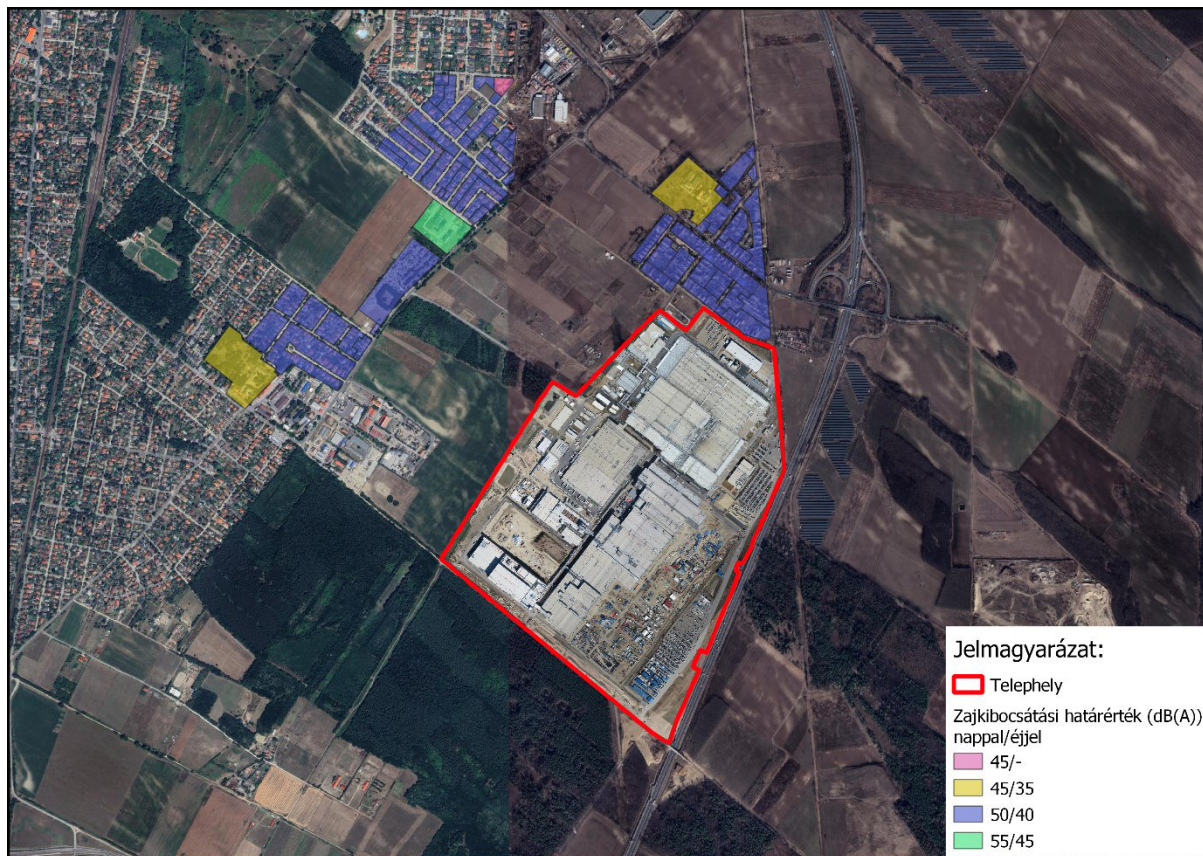 Jelmagyarázat:
Telephely
Zajkibocsátási határérték (dB(A))
nappal/éjjel
45/-
45/35
50/40
55/45